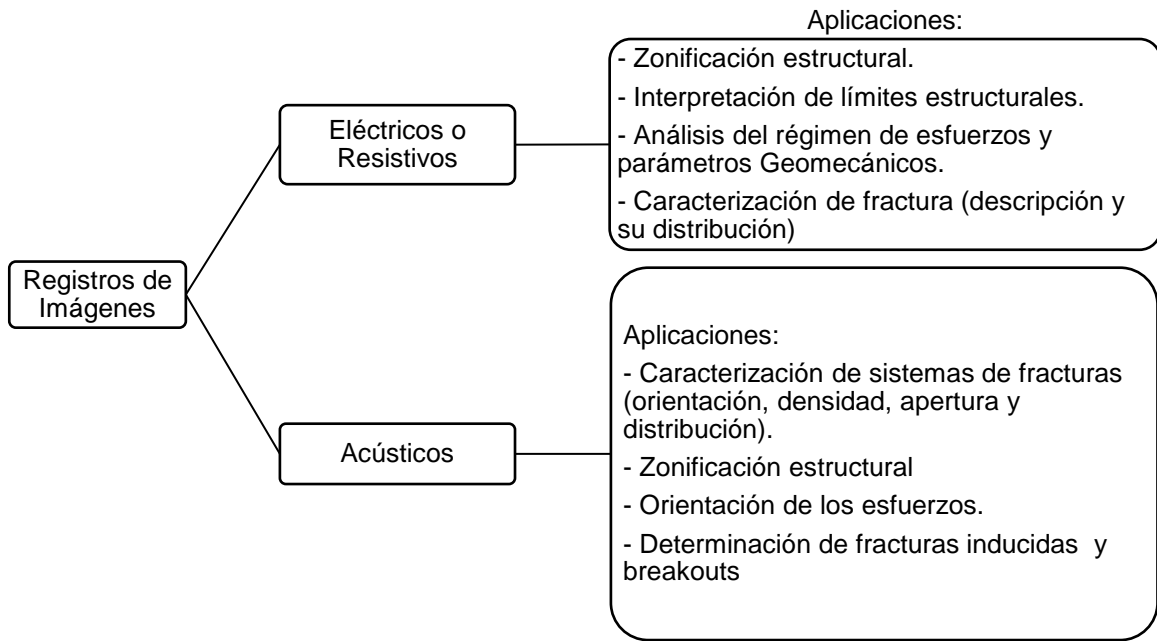 Registros de
Imágenes
Eléctricos o
Resistivos
Aplicaciones:
- Zonificación estructural.
- Interpretación de límites estructurales.
- Análisis del régimen de esfuerzos y
parámetros Geomecánicos.
- Caracterización de fractura (descripción y
su distribución)
Acústicos
Aplicaciones:
- Caracterización de sistemas de fracturas
(orientación, densidad, apertura y
distribución).
- Zonificación estructural
- Orientación de los esfuerzos.
- Determinación de fracturas inducidas  y
breakouts